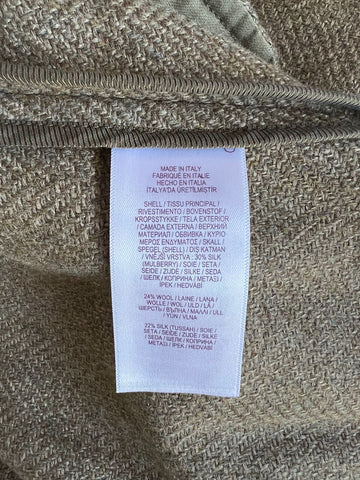 MADE IN ITALY
FABRIQUÉ EN ITALIE
HECHO EN ITALIA
İTALYA'DA ÜRETİLMİŞTİR
SHELL / TISSU PRINCIPAL /
RIVESTIMENTO / BOVENSTOF /
KROPSSTYKKE / TELA EXTERIOR
/ CAMADA EXTERNA / ВЕРХНИЙ
МАТЕРИАЛ / ОБВИВКА / ΚΥΡΙΟ
ΜΕΡΟΣ ΕΝΔΥΜΑΤΟΣ / SKALL /
SPEGEL (SHELL) / DIŞ KATMAN
/ VNĚJŠÍ VRSTVA : 30% SILK
(MULBERRY) / SOIE / SETA /
SEIDE / ZIJDE / SILKE / SEDA
/ ШЕЛК / КОПРИНА / ΜΕΤΑΞΙ /
IPEK / HEDVÁBÍ
24% WOOL / LAINE / LANA /
WOLLE / WOL / ULD / LÃ /
ШЕРСТЬ / ВЪЛНА / ΜΑΛΛΙ / ULL
/ YÜN / VLNA
22% SILK (TUSSAH) / SOIE /
SETA / SEIDE / ZIJDE / SILKE
/ SEDA / ШЕЛК / КОПРИНА /
ΜΕΤΑΞΙ / IPEK / HEDVÁBÍ